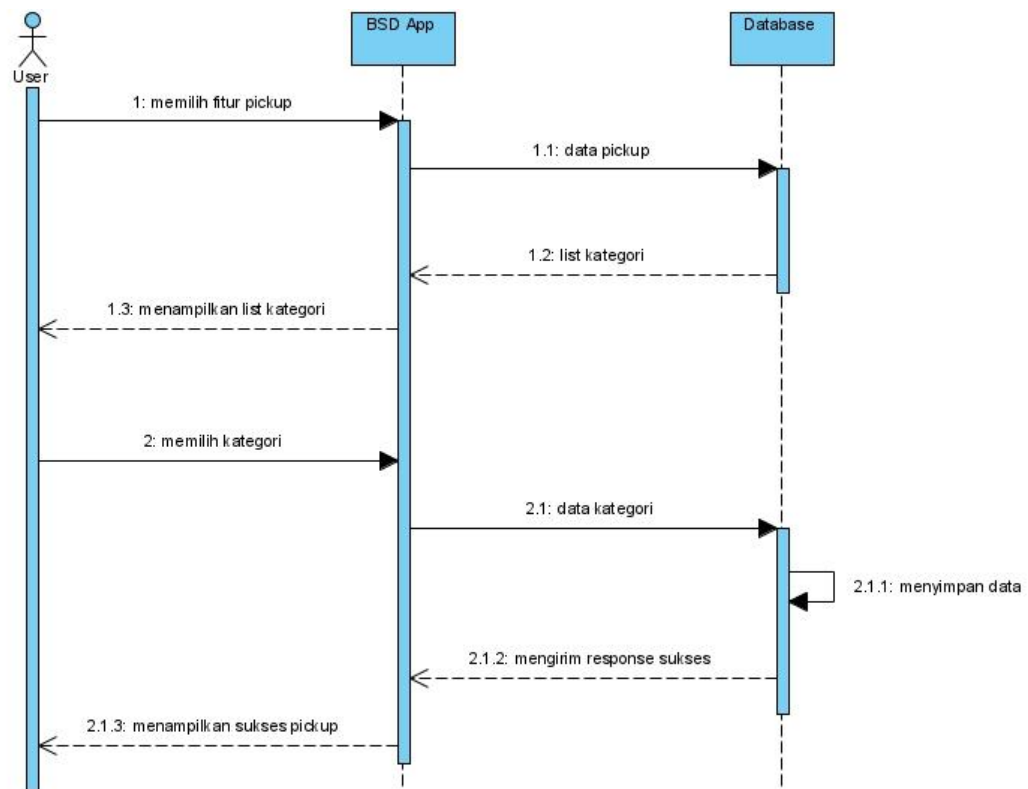 BSD App
Database
User
1: memilih fitur pickup
1.1: data pickup
1.2: list kategori
1.3: menampilkan list kategori
2: memilih kategori
2.1: data kategori
2.1.1: menyimpan data
2.1.2: mengirim response sukses
2.1.3: menampilkan sukses pickup